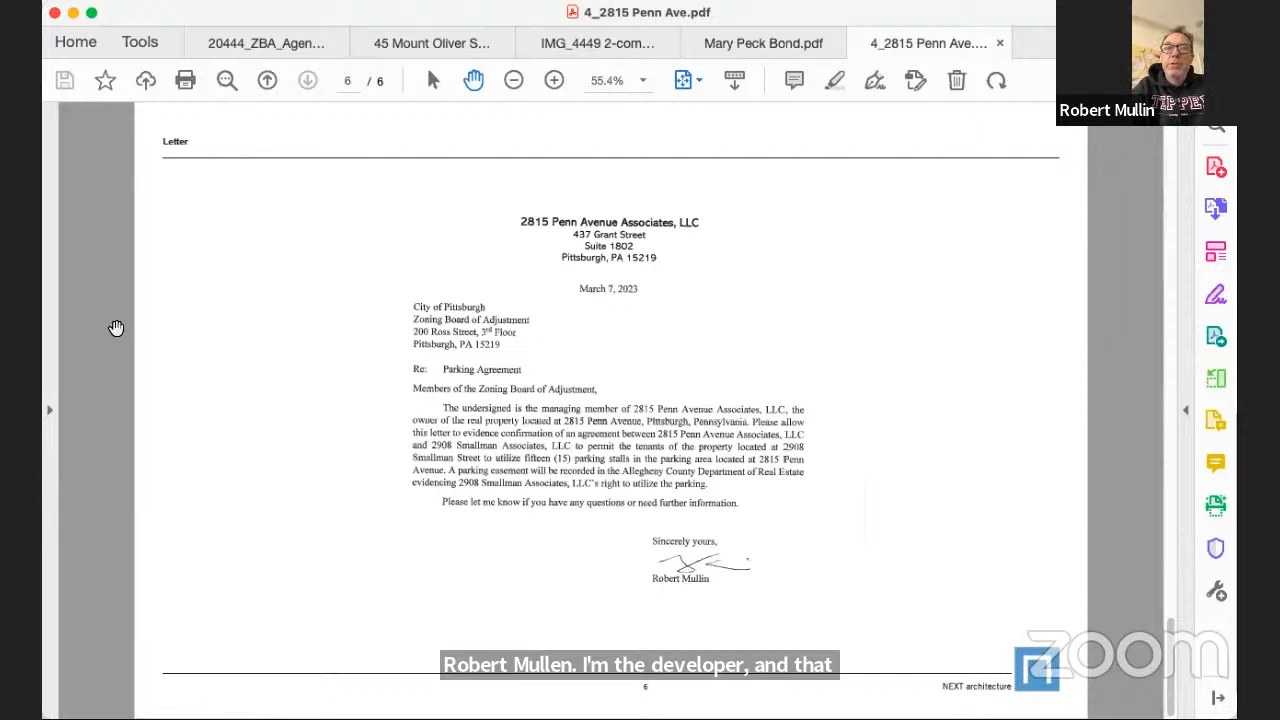 4_2815 Penn Ave.pdf
Home
Tools
20444_ZBA_Agen...
45 Mount Oliver S...
IMG_4449 2-com...
Mary Peck Bond.pdf
4_2815 Penn Ave.... ×
6 / 6
55.4%
Robert Mullin
Letter
2815 Penn Avenue Associates, LLC
437 Grant Street
Suite 1802
Pittsburgh, PA 15219
March 7, 2023
City of Pittsburgh
Zoning Board of Adjustment
200 Ross Street, 3rd Floor
Pittsburgh, PA 15219
Re: Parking Agreement
Members of the Zoning Board of Adjustment,
The undersigned is the managing member of 2815 Penn Avenue Associates, LLC, the
owner of the real property located at 2815 Penn Avenue, Pittsburgh, Pennsylvania. Please allow
this letter to evidence confirmation of an agreement between 2815 Penn Avenue Associates, LLC
and 2908 Smallman Associates, LLC to permit the tenants of the property located at 2908
Smallman Street to utilize fifteen (15) parking stalls in the parking area located at 2815 Penn
Avenue. A parking easement will be recorded in the Allegheny County Department of Real Estate
evidencing 2908 Smallman Associates, LLC's right to utilize the parking.
Please let me know if you have any questions or need further information.
Sincerely yours,
Robert Mullin
Robert Mullen. I'm the developer, and that
6
NEXT architecture
zoom